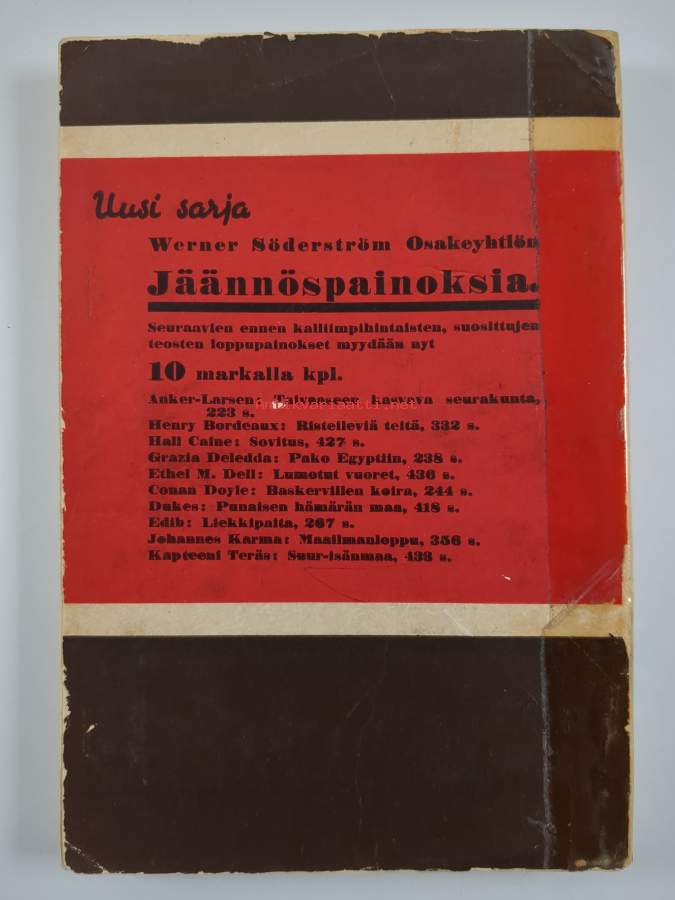 Uusi sarja
Werner Söderström Osakeyhtiön
Jäännöspainoksia.
Seuraavien ennen kalliimpihintaisten, suosittujen
teosten loppupainokset myydään nyt
10 markalla kpl.
Anker-Larsen: Taivaaseen kasvava seurakunta,
223 s.
Henry Bordeaux: Risteileviä teitä, 332 s.
Hall Caine: Sovitus, 427 s.
Grazia Deledda: Pako Egyptiin, 238 s.
Ethel M. Dell: Lumotut vuoret, 436 s.
Conan Doyle: Baskervillen koira, 244 s.
Dukes: Punaisen hämärän maa, 418 s.
Edib: Liekkipaita, 267 s.
Johannes Karma: Maailmanloppu, 356 s.
Kapteeni Teräs: Suur-isänmaa, 438 s.